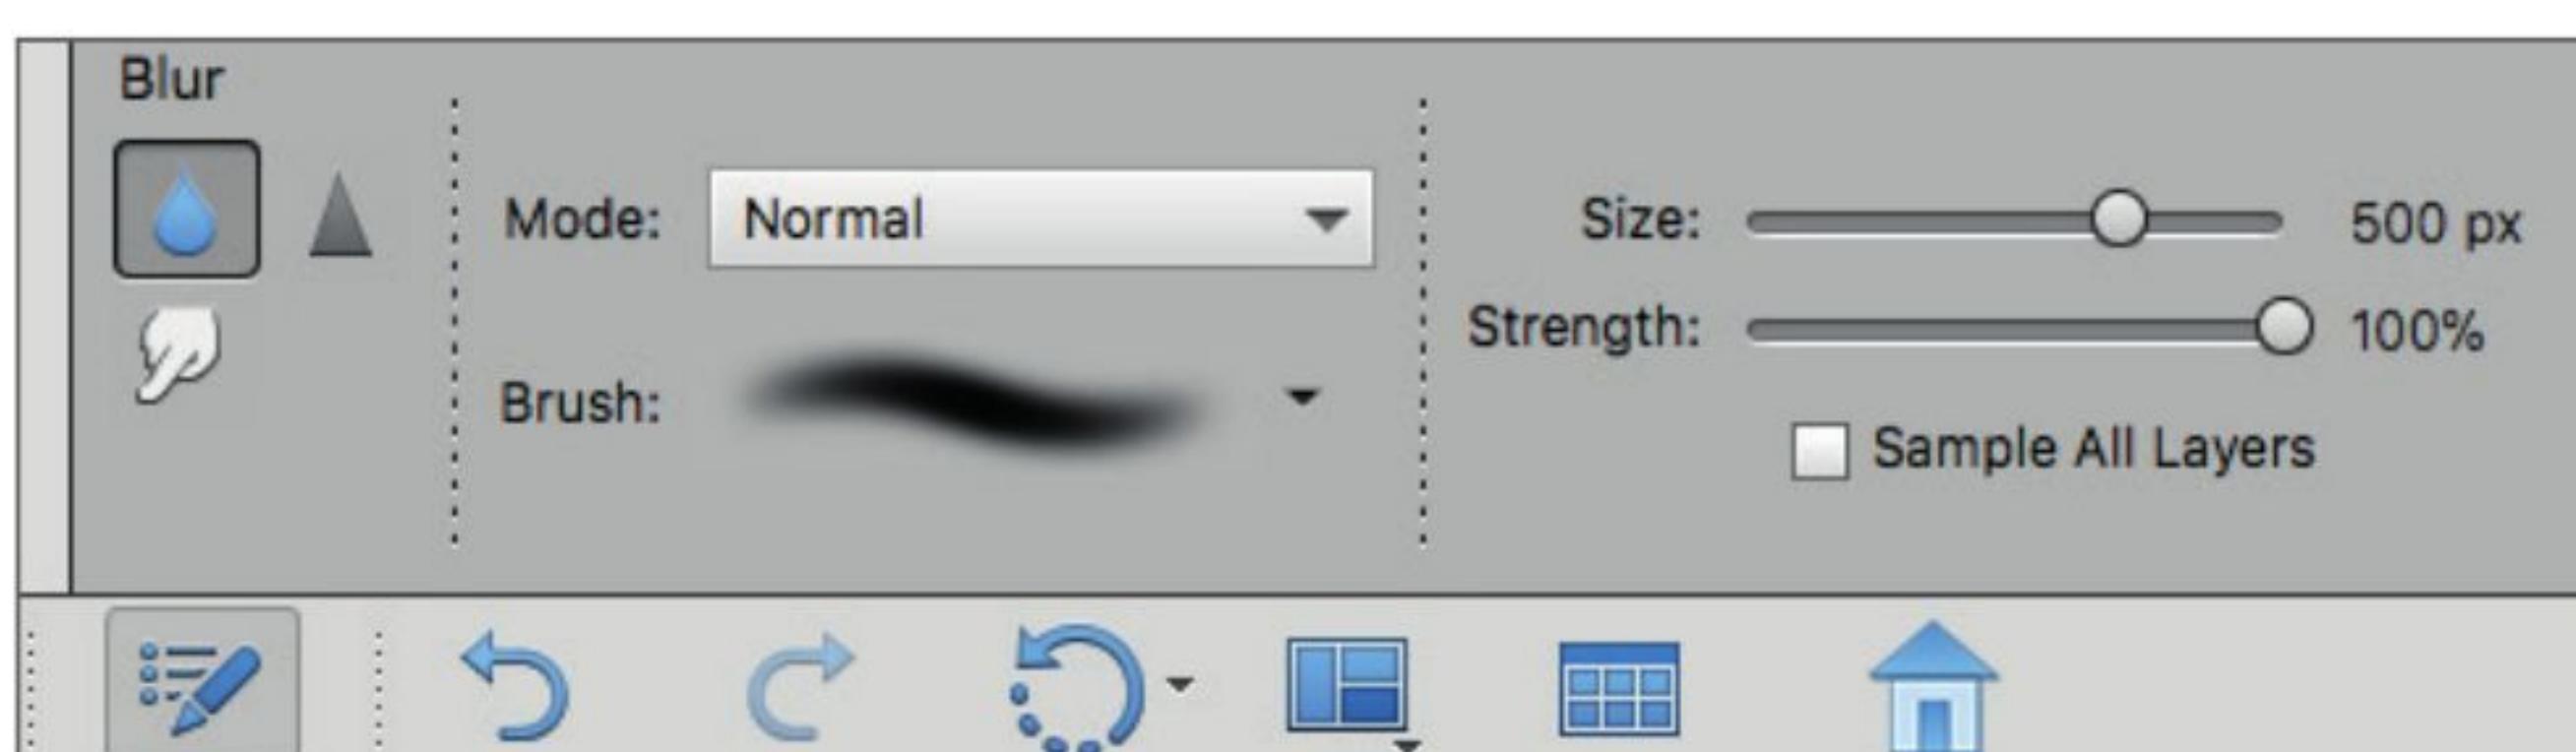 Blur
Mode: Normal
Brush:
Size: 500 px
Strength: 100%
Sample All Layers